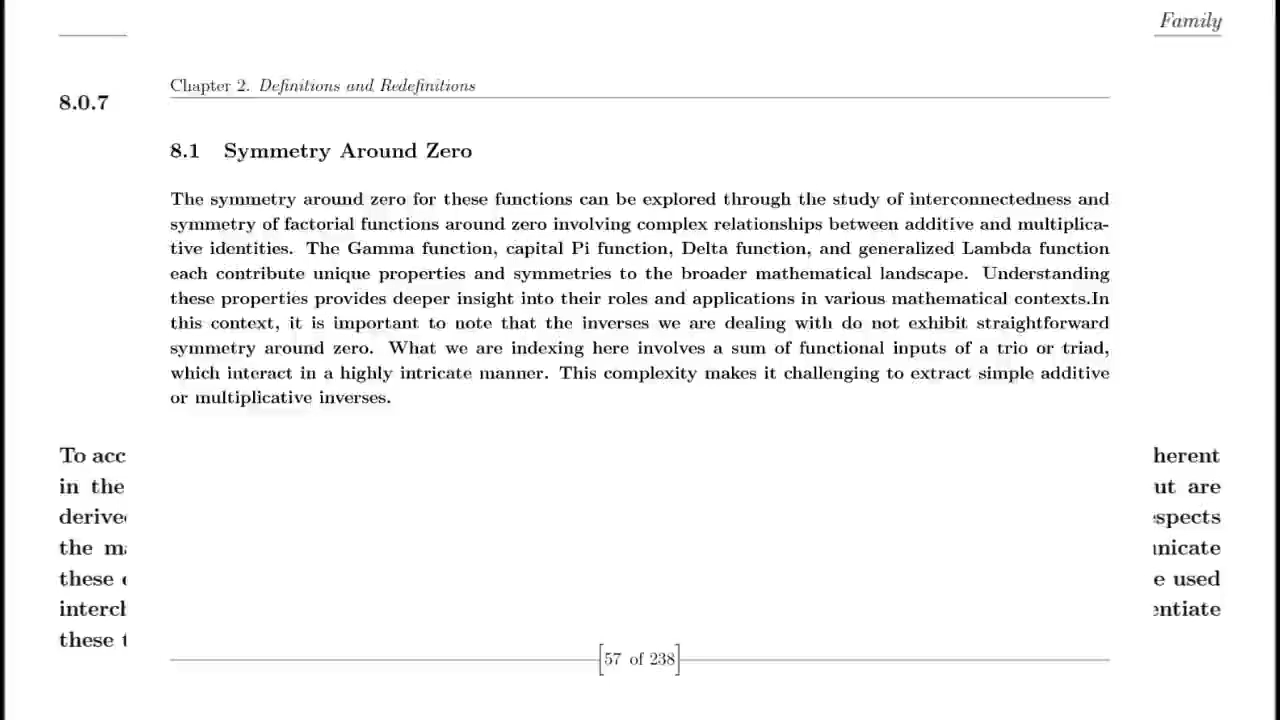 Family
Chapter 2. Definitions and Redefinitions
8.0.7
8.1 Symmetry Around Zero
The symmetry around zero for these functions can be explored through the study of interconnectedness and
symmetry of factorial functions around zero involving complex relationships between additive and multiplica-
tive identities. The Gamma function, capital Pi function, Delta function, and generalized Lambda function
each contribute unique properties and symmetries to the broader mathematical landscape. Understanding
these properties provides deeper insight into their roles and applications in various mathematical contexts.In
this context, it is important to note that the inverses we are dealing with do not exhibit straightforward
symmetry around zero. What we are indexing here involves a sum of functional inputs of a trio or triad,
which interact in a highly intricate manner. This complexity makes it challenging to extract simple additive
or multiplicative inverses.
To acc herent
in the ut are
the
these e used
these
57 of 238